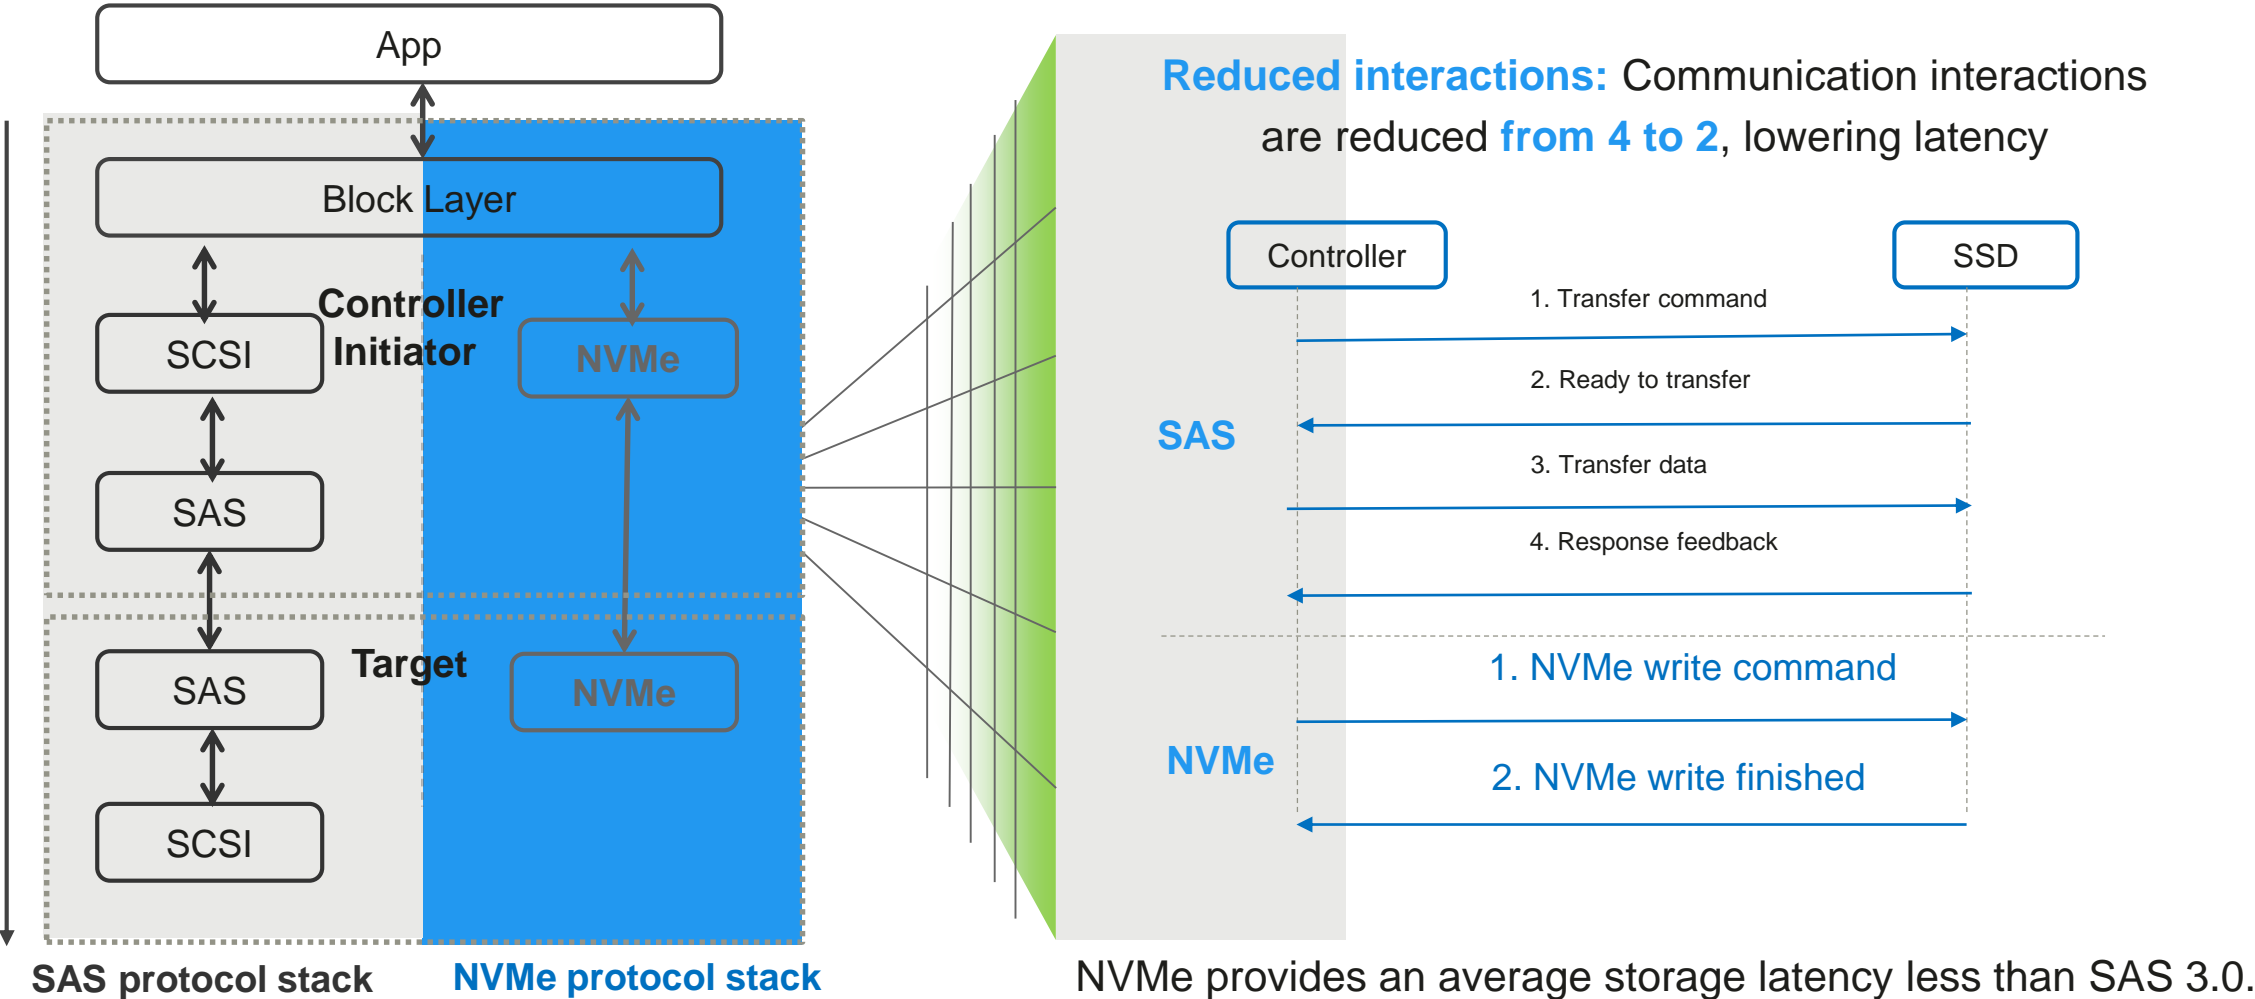 App
Block Layer
Controller
Initiator
SCSI
NVMe
SAS
Target
SAS
NVMe
SCSI
SAS protocol stack
NVMe protocol stack
Reduced interactions: Communication interactions
are reduced from 4 to 2, lowering latency
Controller
SSD
1. Transfer command
2. Ready to transfer
SAS
3. Transfer data
4. Response feedback
1. NVMe write command
NVMe
2. NVMe write finished
NVMe provides an average storage latency less than SAS 3.0.